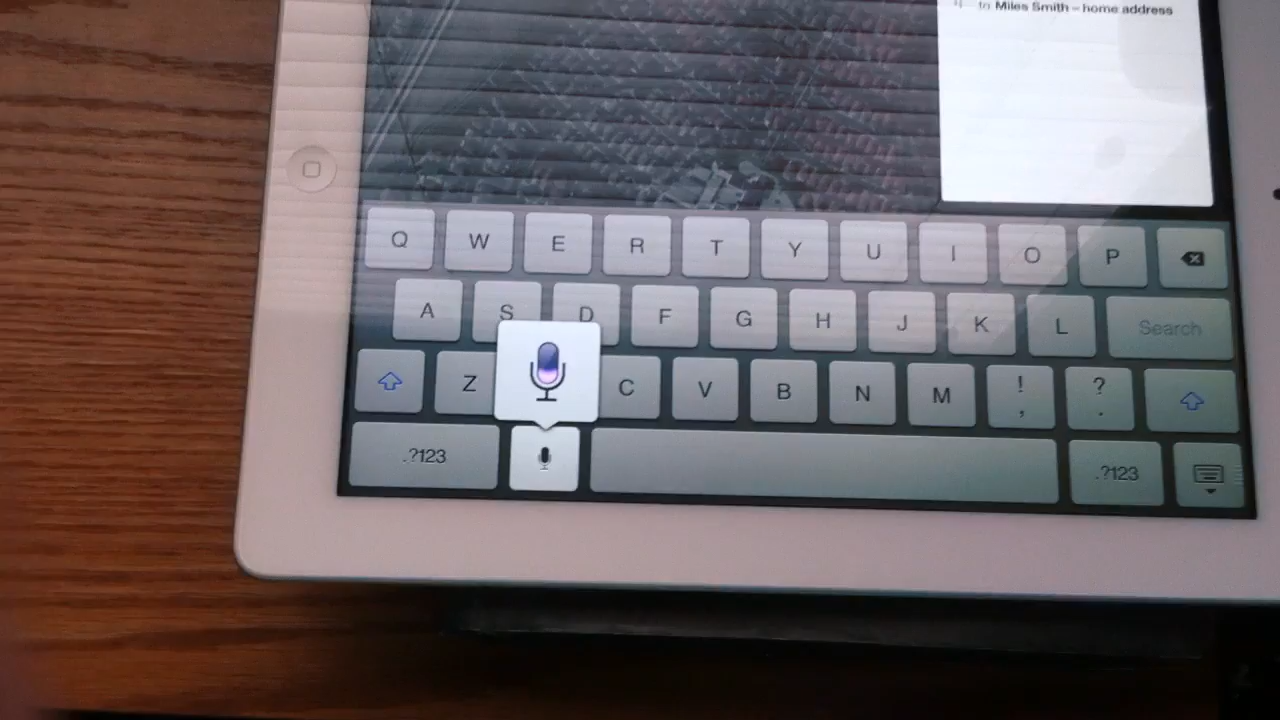 to Miles Smith – home address
Q W E R T Y U I O P
A S D F G H J K L Search
Z C V B N M ! , ? .
.?123 .?123